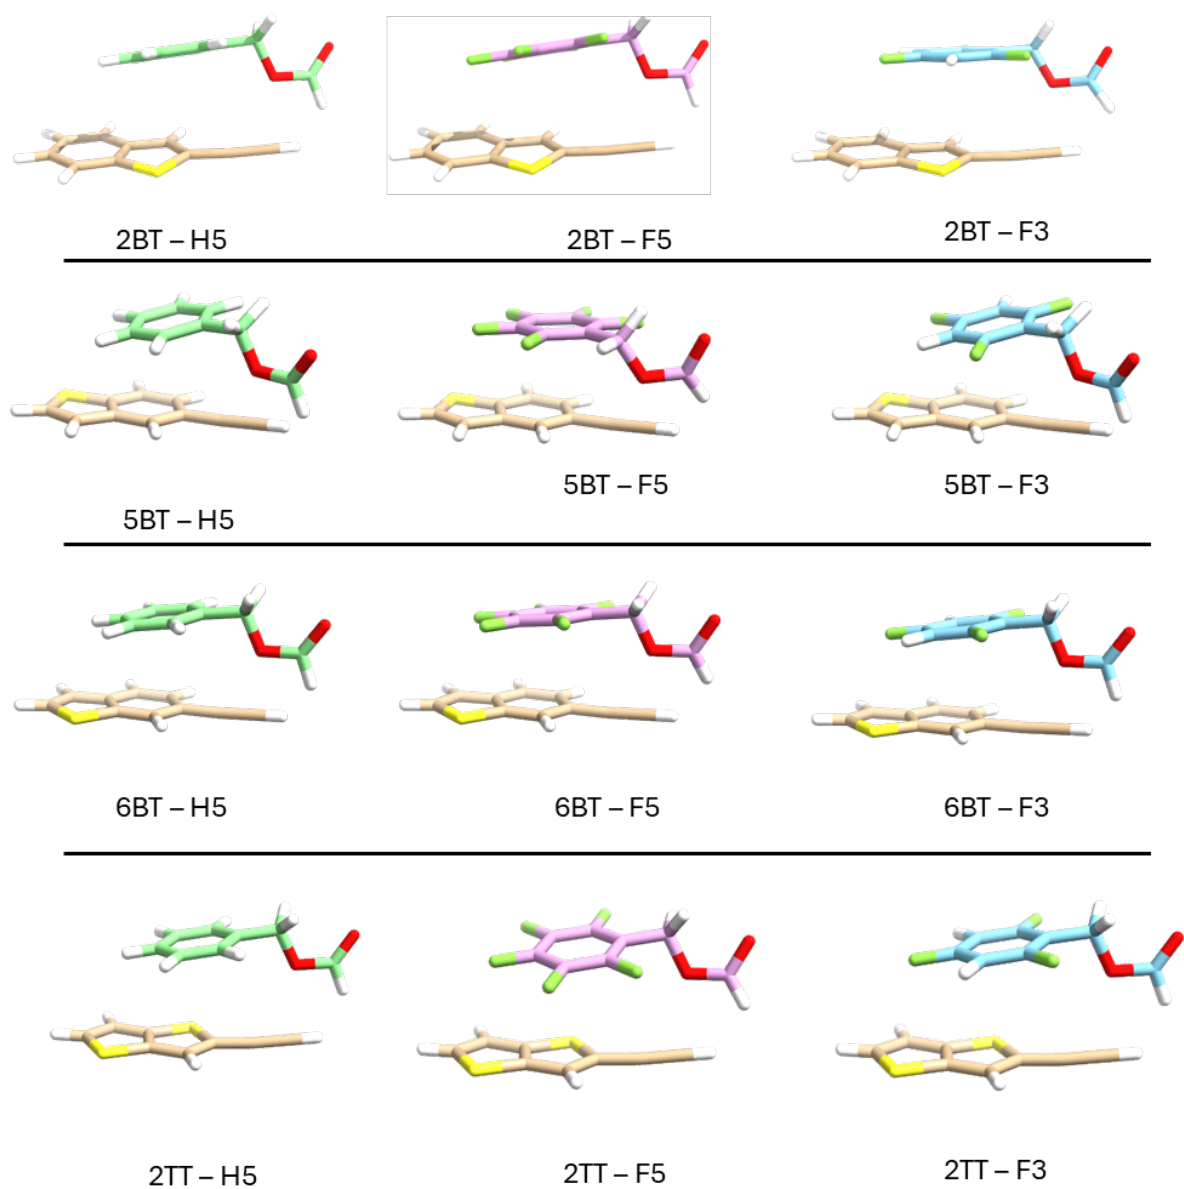 2BT – H5
2BT – F5
2BT – F3
5BT – H5
5BT – F5
5BT – F3
6BT – H5
6BT – F5
6BT – F3
2TT – H5
2TT – F5
2TT – F3